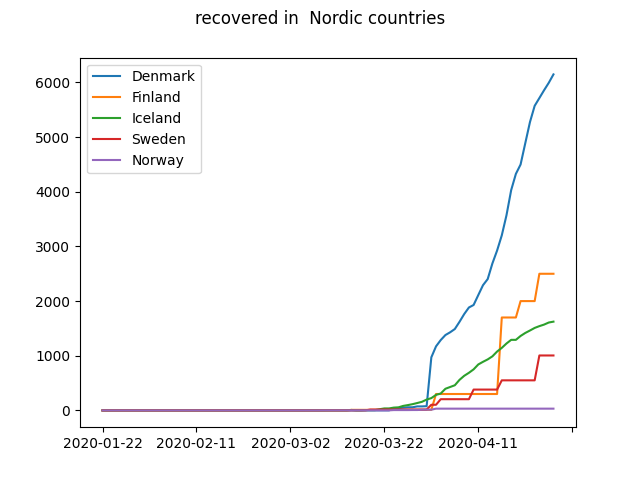 recovered in  Nordic countries
Denmark
Finland
Iceland
Sweden
Norway
6000
5000
4000
3000
2000
1000
0
2020-01-22
2020-02-11
2020-03-02
2020-03-22
2020-04-11